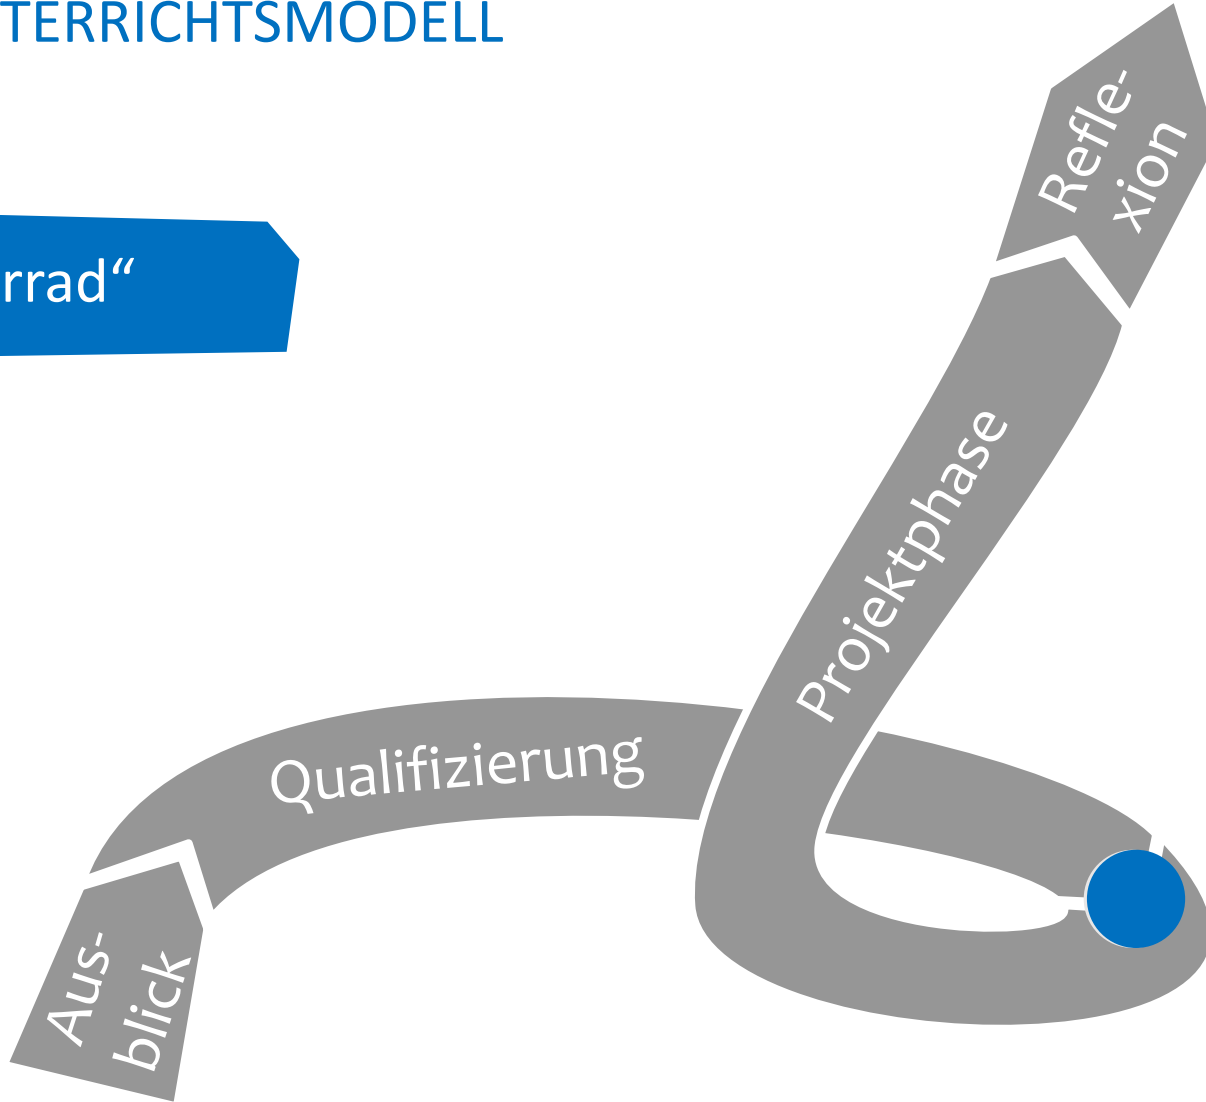 TERRICHTSMODELL
rrad“
Refle-
xion
Projektphase
Qualifizierung
Aus-
blick